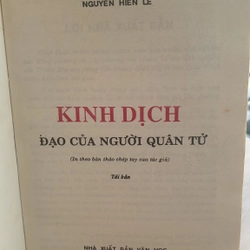 NGUYỄN HIẾN LÊ
KINH DỊCH
ĐẠO CỦA NGƯỜI QUÂN TỬ
(In theo bản thảo chép tay của tác giả)
Tái bản
NHÀ XUẤT BẢN VĂN HỌC